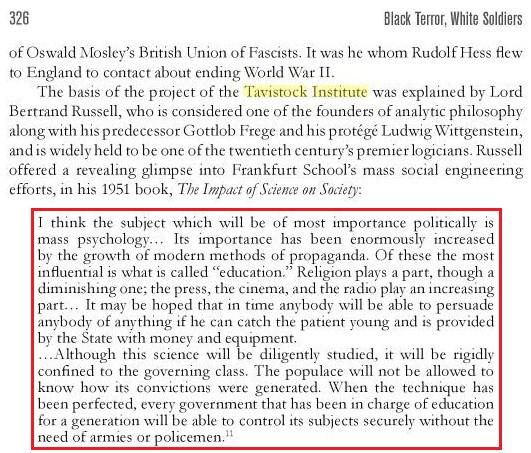 326
Black Terror, White Soldiers
of Oswald Mosley’s British Union of Fascists. It was he whom Rudolf Hess flew
to England to contact about ending World War II.
The basis of the project of the Tavistock Institute was explained by Lord
Bertrand Russell, who is considered one of the founders of analytic philosophy
along with his predecessor Gottlob Frege and his protégé Ludwig Wittgenstein,
and is widely held to be one of the twentieth century’s premier logicians. Russell
offered a revealing glimpse into Frankfurt School’s mass social engineering
efforts, in his 1951 book, The Impact of Science on Society:
I think the subject which will be of most importance politically is
mass psychology… Its importance has been enormously increased
by the growth of modern methods of propaganda. Of these the most
influential is what is called “education.” Religion plays a part, though a
diminishing one; the press, the cinema, and the radio play an increasing
part… It may be hoped that in time anybody will be able to persuade
anybody of anything if he can catch the patient young and is provided
by the State with money and equipment.
…Although this science will be diligently studied, it will be rigidly
confined to the governing class. The populace will not be allowed to
know how its convictions were generated. When the technique has
been perfected, every government that has been in charge of education
for a generation will be able to control its subjects securely without the
need of armies or policemen.11